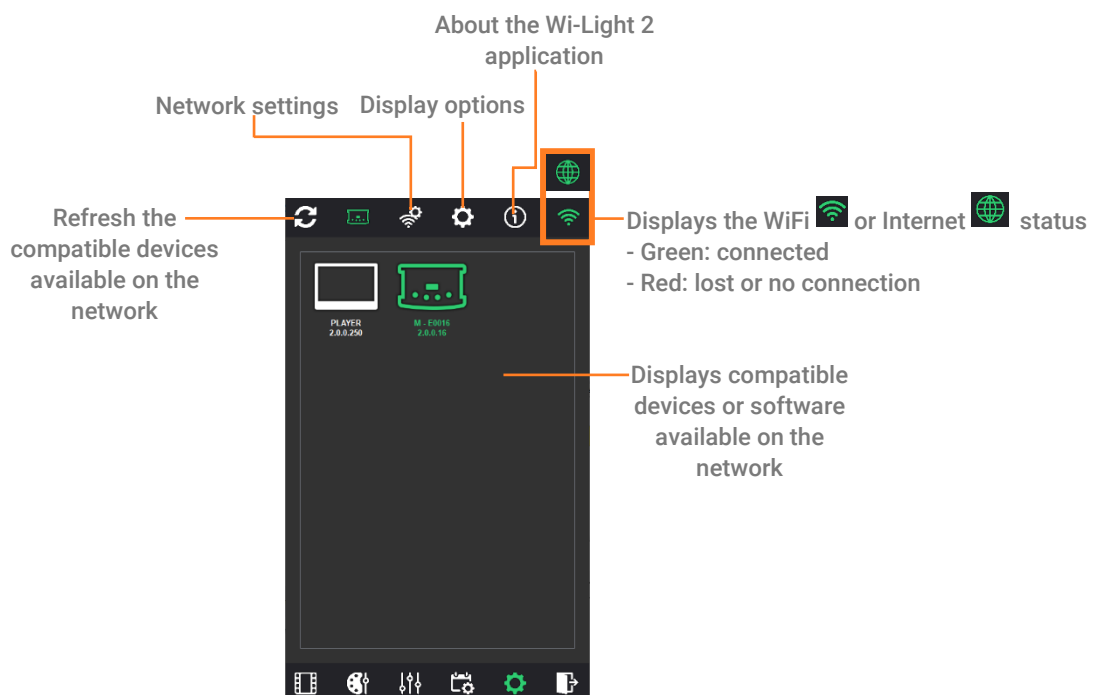 About the Wi-Light 2
application
Network settings
Display options
Refresh the
compatible devices
available on the
network
Displays the WiFi or Internet status
- Green: connected
- Red: lost or no connection
PLAYER
2.0.0.250
M - E0016
2.0.0.16
Displays compatible
devices or software
available on the
network